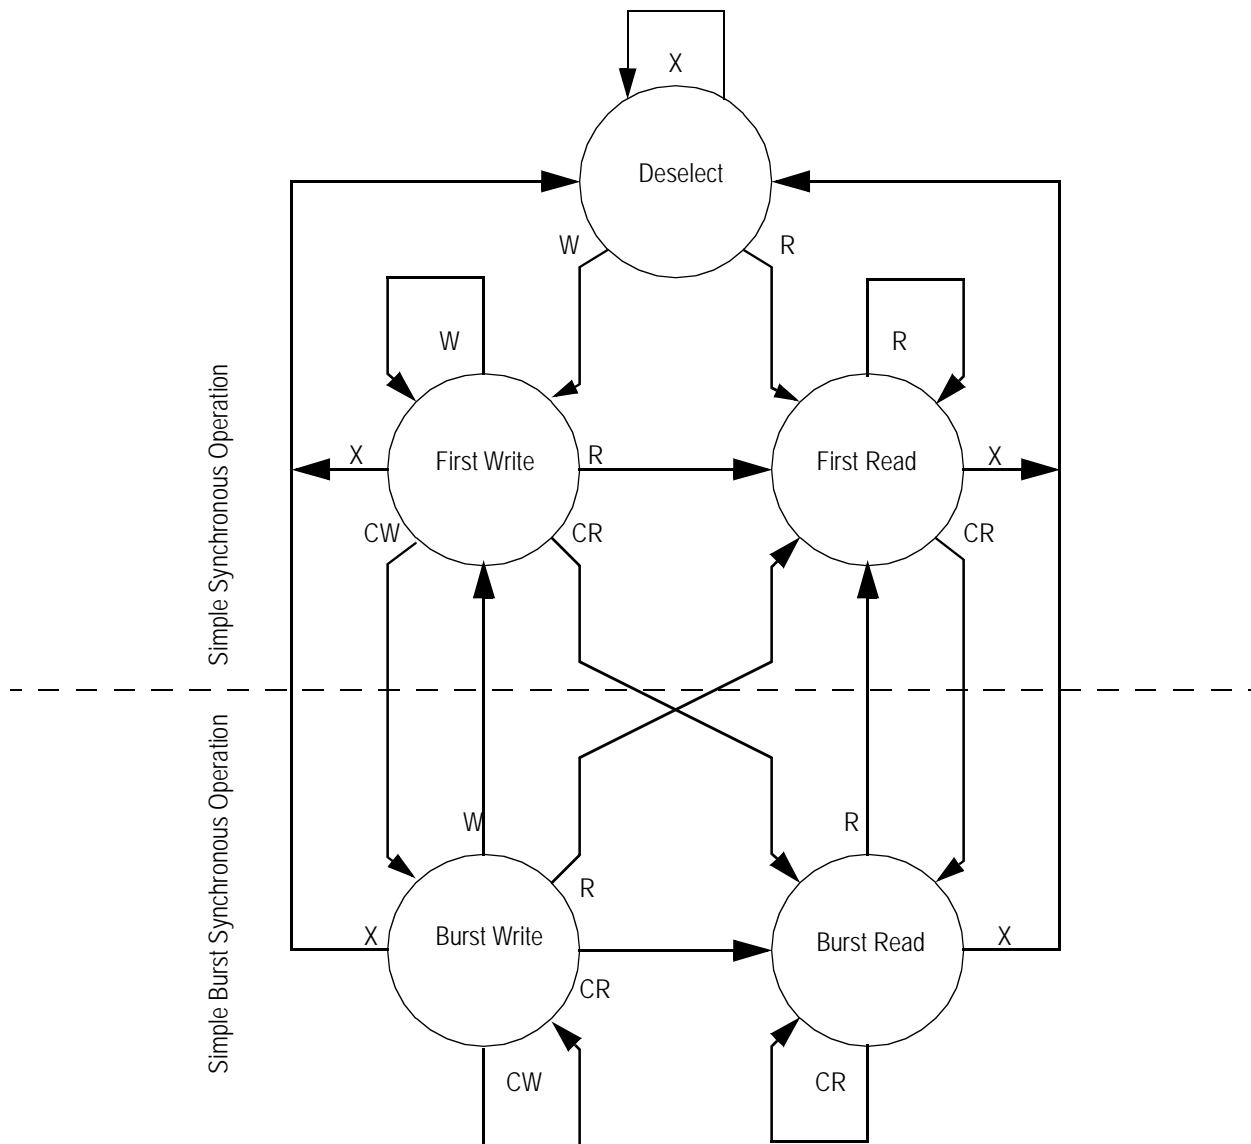 X
Deselect
W
R
W
R
Simple Synchronous Operation
X
First Write
R
First Read
X
CW
CR
CR
Simple Burst Synchronous Operation
W
R
R
X
Burst Write
Burst Read
X
CR
CW
CR